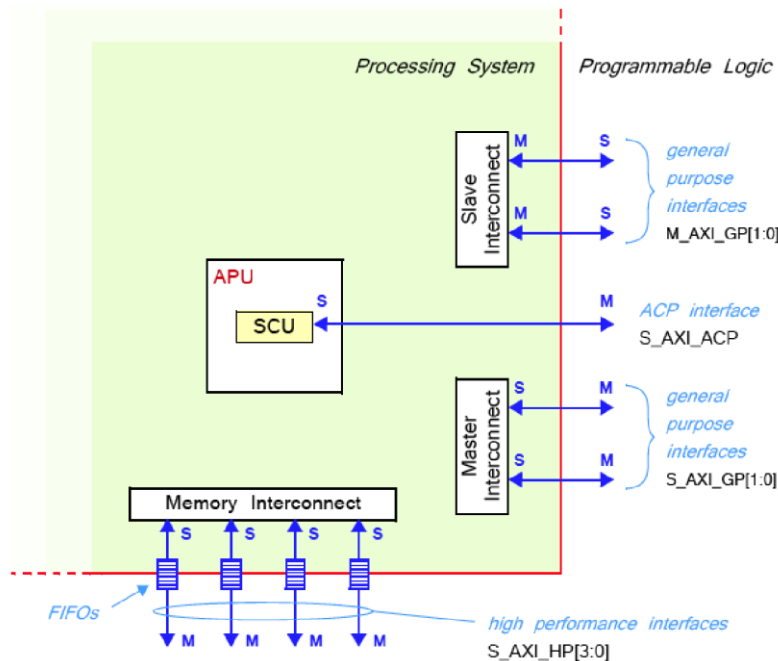 Processing System
Programmable Logic
M
S
general
purpose
interfaces
M_AXI_GP[1:0]
Slave
Interconnect
M
S
APU
SCU
S
M
ACP interface
S_AXI_ACP
S
M
general
purpose
interfaces
S_AXI_GP[1:0]
Master
Interconnect
S
M
Memory Interconnect
S
S
S
S
FIFOs
M
M
M
M
high performance interfaces
S_AXI_HP[3:0]